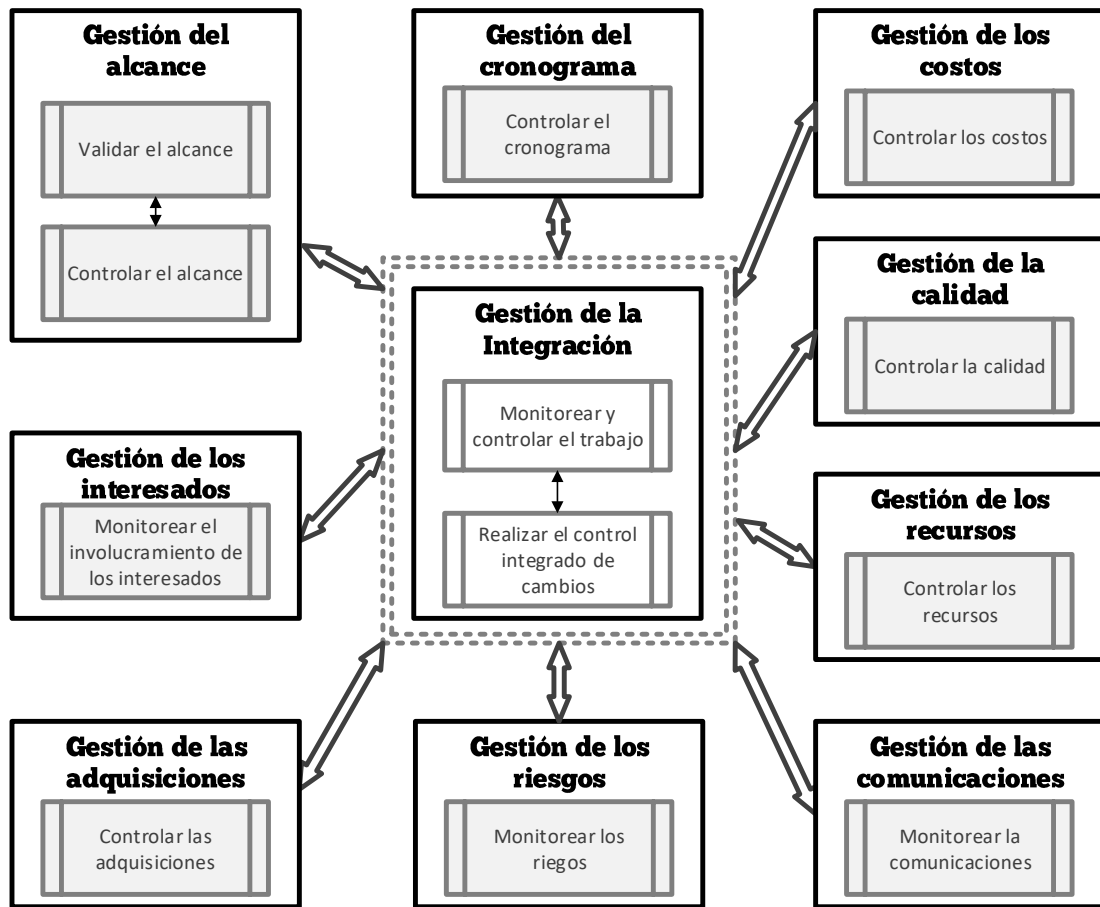 Gestión del
alcance
Validar el alcance
Controlar el alcance
Gestión del
cronograma
Controlar el
cronograma
Gestión de los
costos
Controlar los costos
Gestión de la
calidad
Controlar la calidad
Gestión de la
Integración
Monitorear y
controlar el trabajo
Realizar el control
integrado de
cambios
Gestión de los
interesados
Monitorear el
involucramiento de
los interesados
Gestión de los
recursos
Controlar los
recursos
Gestión de las
adquisiciones
Controlar las
adquisiciones
Gestión de los
riesgos
Monitorear los
riegos
Gestión de las
comunicaciones
Monitorear la
comunicaciones